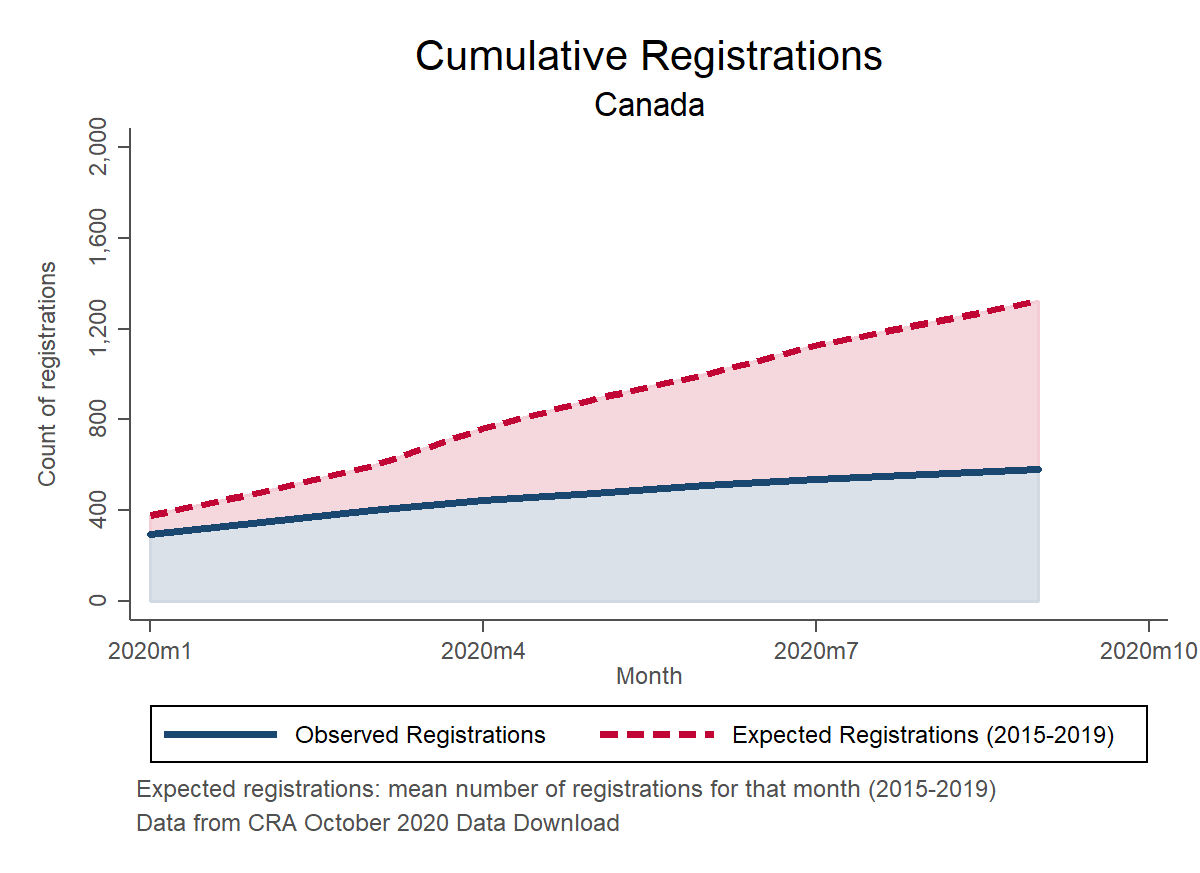 Cumulative Registrations
Canada
Count of registrations
2,000
1,600
1,200
800
400
0
2020m1
2020m4
2020m7
2020m10
Month
Observed Registrations
Expected Registrations (2015-2019)
Expected registrations: mean number of registrations for that month (2015-2019)
Data from CRA October 2020 Data Download